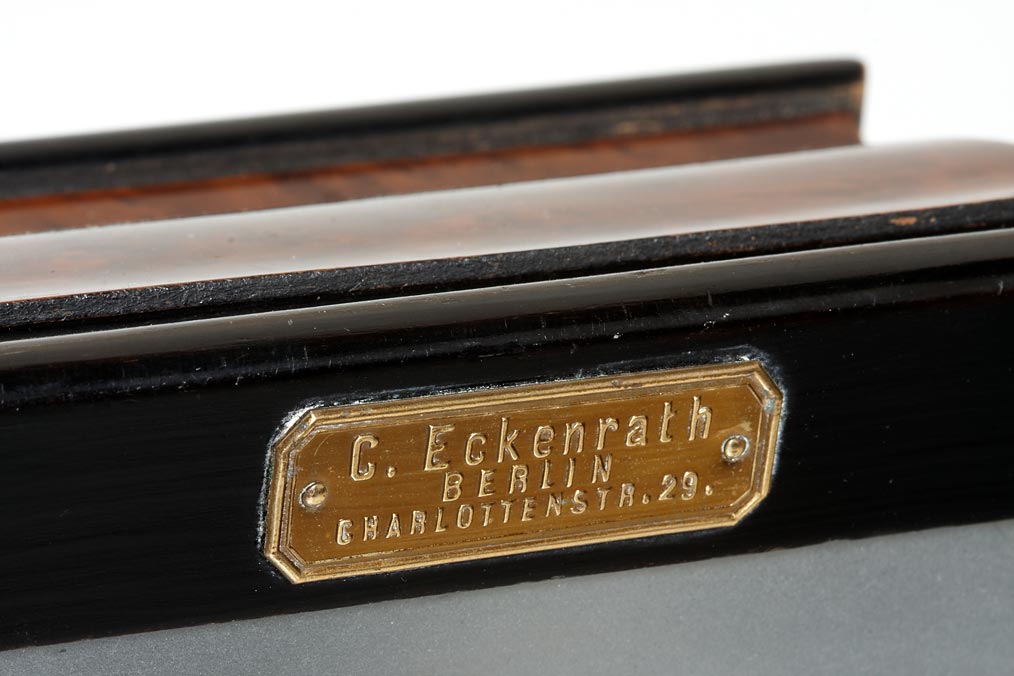 C. Eckenrath
BERLIN
CHARLOTTENSTR. 29.